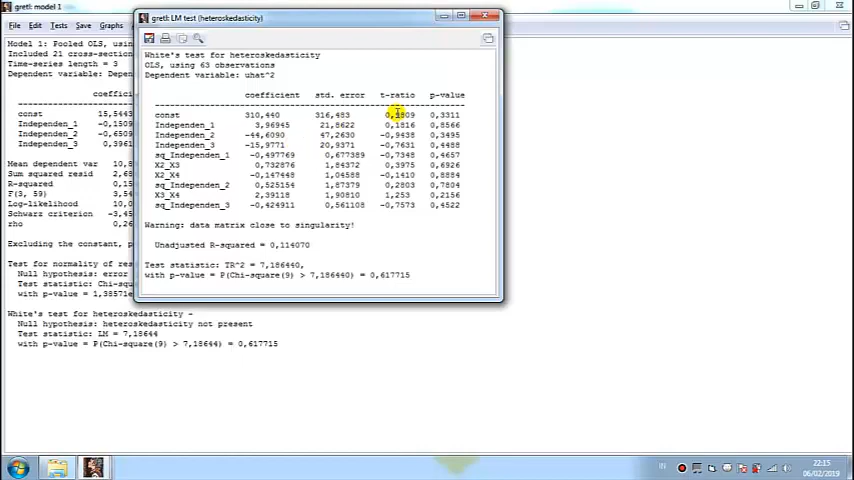 gretl: model 1
File Edit Tests Save Graphs
Model 1: Pooled OLS, usin
Included 21 cross-section
Time-series length = 3
Dependent variable: Depen
coeffici
const 15,5443
Independen_1 -0,1509
Independen_2 -0,6509
Independen_3 0,3961
Mean dependent var 10,8
Sum squared resid 2,68
R-squared 0,15
F(3, 59) 3,54
Log-likelihood 10,0
Schwarz criterion -3,45
rho 0,26
Excluding the constant, p
Test for normality of res
Null hypothesis: error
Test statistic: Chi-squa
with p-value = 1,38571e
White's test for heteroskedasticity -
Null hypothesis: heteroskedasticity not present
Test statistic: LM = 7,18644
with p-value = P(Chi-square(9) > 7,18644) = 0,617715
gretl: LM test (heteroskedasticity)
White's test for heteroskedasticity
OLS, using 63 observations
Dependent variable: uhat^2
coefficient std. error t-ratio p-value
const 310,440 316,483 0,9809 0,3311
Independen_1 3,96945 21,8622 0,1816 0,8566
Independen_2 -44,6090 47,2630 -0,9438 0,3495
Independen_3 -15,9771 20,9371 -0,7631 0,4488
sq_Independen_1 -0,497769 0,677389 -0,7348 0,4657
X2_X3 0,732876 1,84372 0,3975 0,6926
X2_X4 -0,147448 1,04588 -0,1410 0,8884
sq_Independen_2 0,525154 1,87379 0,2803 0,7804
X3_X4 2,39118 1,90810 1,253 0,2156
sq_Independen_3 -0,424911 0,561108 -0,7573 0,4522
Warning: data matrix close to singularity!
Unadjusted R-squared = 0,114070
Test statistic: TR^2 = 7,186440,
with p-value = P(Chi-square(9) > 7,186440) = 0,617715
IN
22:15
06/02/2019